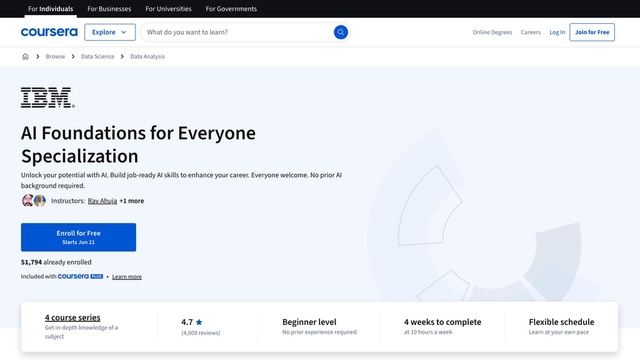 For Individuals For Businesses For Universities For Governments
coursera Explore What do you want to learn? Online Degrees Careers Log In Join for Free
Browse Data Science Data Analysis
IBM
AI Foundations for Everyone
Specialization
Unlock your potential with AI. Build job-ready AI skills to enhance your career. Everyone welcome. No prior AI
background required.
Instructors: Rav Ahuja +1 more
Enroll for Free
Starts Jun 21
51,794 already enrolled
Included with coursera PLUS • Learn more
4 course series
Get in-depth knowledge of a
subject
4.7
(4,009 reviews)
Beginner level
No prior experience required
4 weeks to complete
at 10 hours a week
Flexible schedule
Learn at your own pace